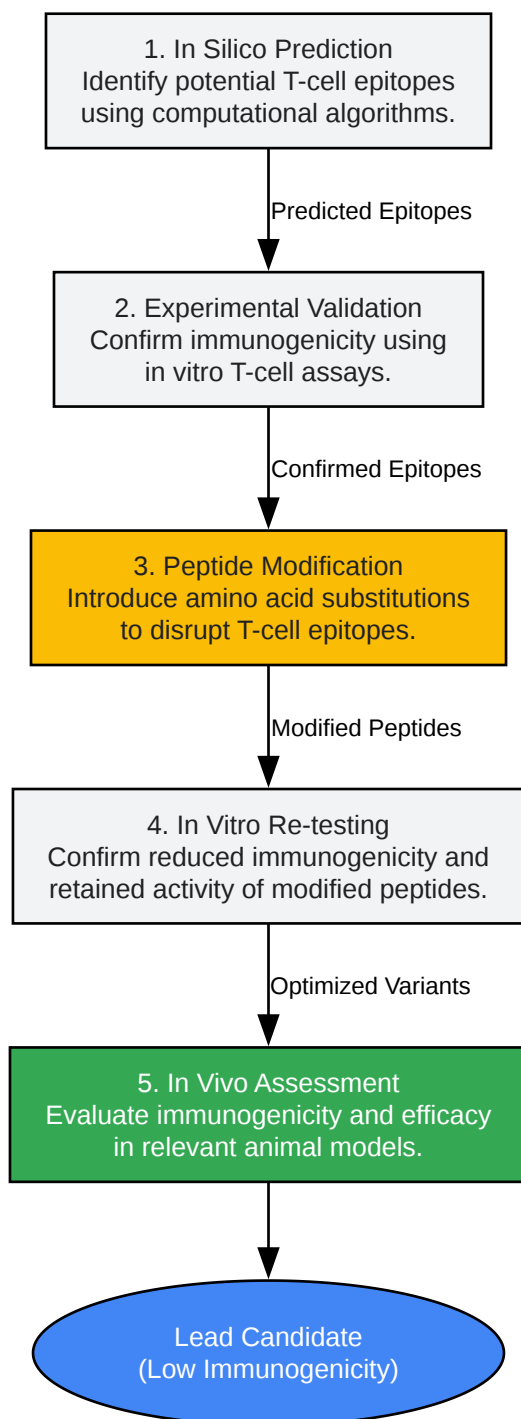 1. In Silico Prediction
Identify potential T-cell epitopes
using computational algorithms.
Predicted Epitopes
2. Experimental Validation
Confirm immunogenicity using
in vitro T-cell assays.
Confirmed Epitopes
3. Peptide Modification
Introduce amino acid substitutions
to disrupt T-cell epitopes.
Modified Peptides
4. In Vitro Re-testing
Confirm reduced immunogenicity and
retained activity of modified peptides.
Optimized Variants
5. In Vivo Assessment
Evaluate immunogenicity and efficacy
in relevant animal models.
Lead Candidate
(Low Immunogenicity)